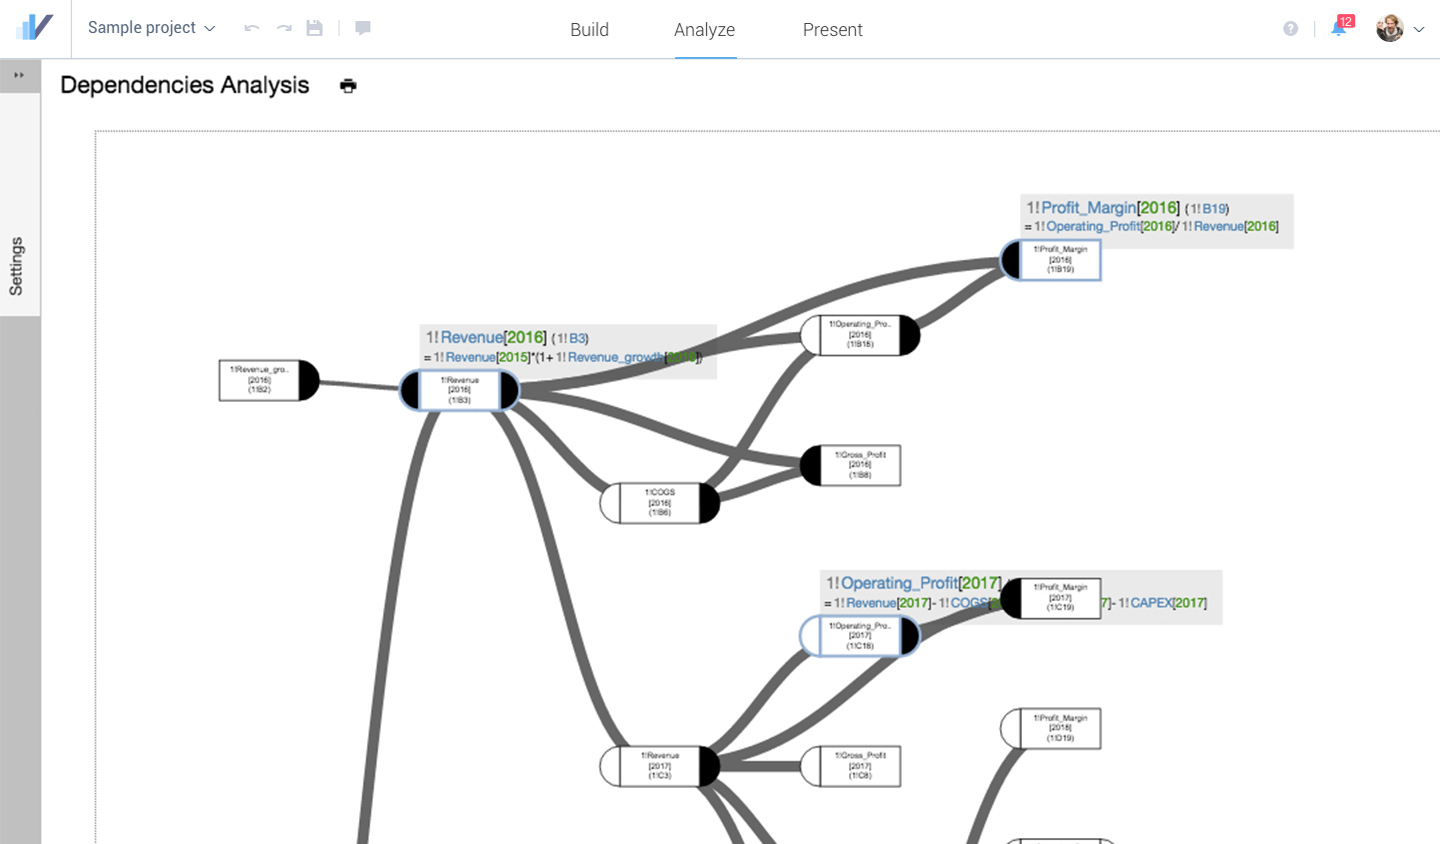 Sample project
Build
Analyze
Present
12
Dependencies Analysis
Settings
1!Profit_Margin[2016] (1!B19)
= 1!Operating_Profit[2016]/ 1!Revenue[2016]
1!Profit_Margin
[2016]
(1!B19)
1!Operating_Pro..
[2016]
(1!B18)
1!Revenue[2016] (1!B3)
= 1!Revenue[2015]*(1+ 1!Revenue_growth
1!Revenue_gro..
[2016]
(1!B2)
1!Revenue
[2016]
(1!B3)
1!Gross_Profit
[2016]
(1!B8)
1!COGS
[2016]
(1!B6)
1!Operating_Profit[2017]
= 1!Revenue[2017]- 1!COGS[ 7]- 1!CAPEX[2017]
1!Profit_Margin
[2017]
(1!C19)
1!Operating_Pro..
[2017]
(1!C18)
1!Profit_Margin
[2018]
(1!D19)
1!Revenue
[2017]
(1!C3)
1!Gross_Profit
[2017]
(1!C8)